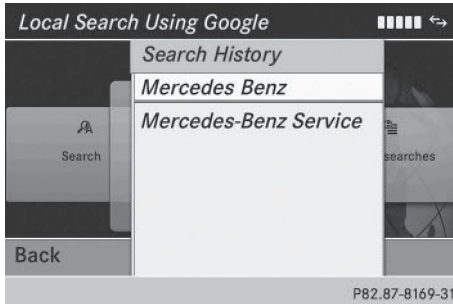 Local Search Using Google
Search History
Mercedes Benz
Mercedes-Benz Service
Search
searches
Back
P82.87-8169-31